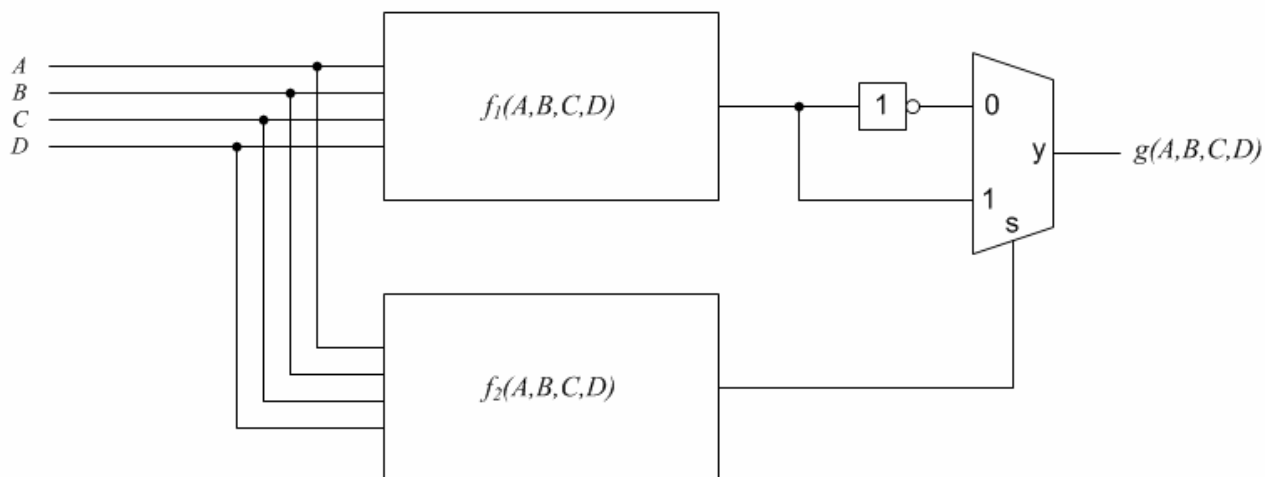 A
B
C
D
f₁(A,B,C,D)
1
0
1
y
s
g(A,B,C,D)
f₂(A,B,C,D)